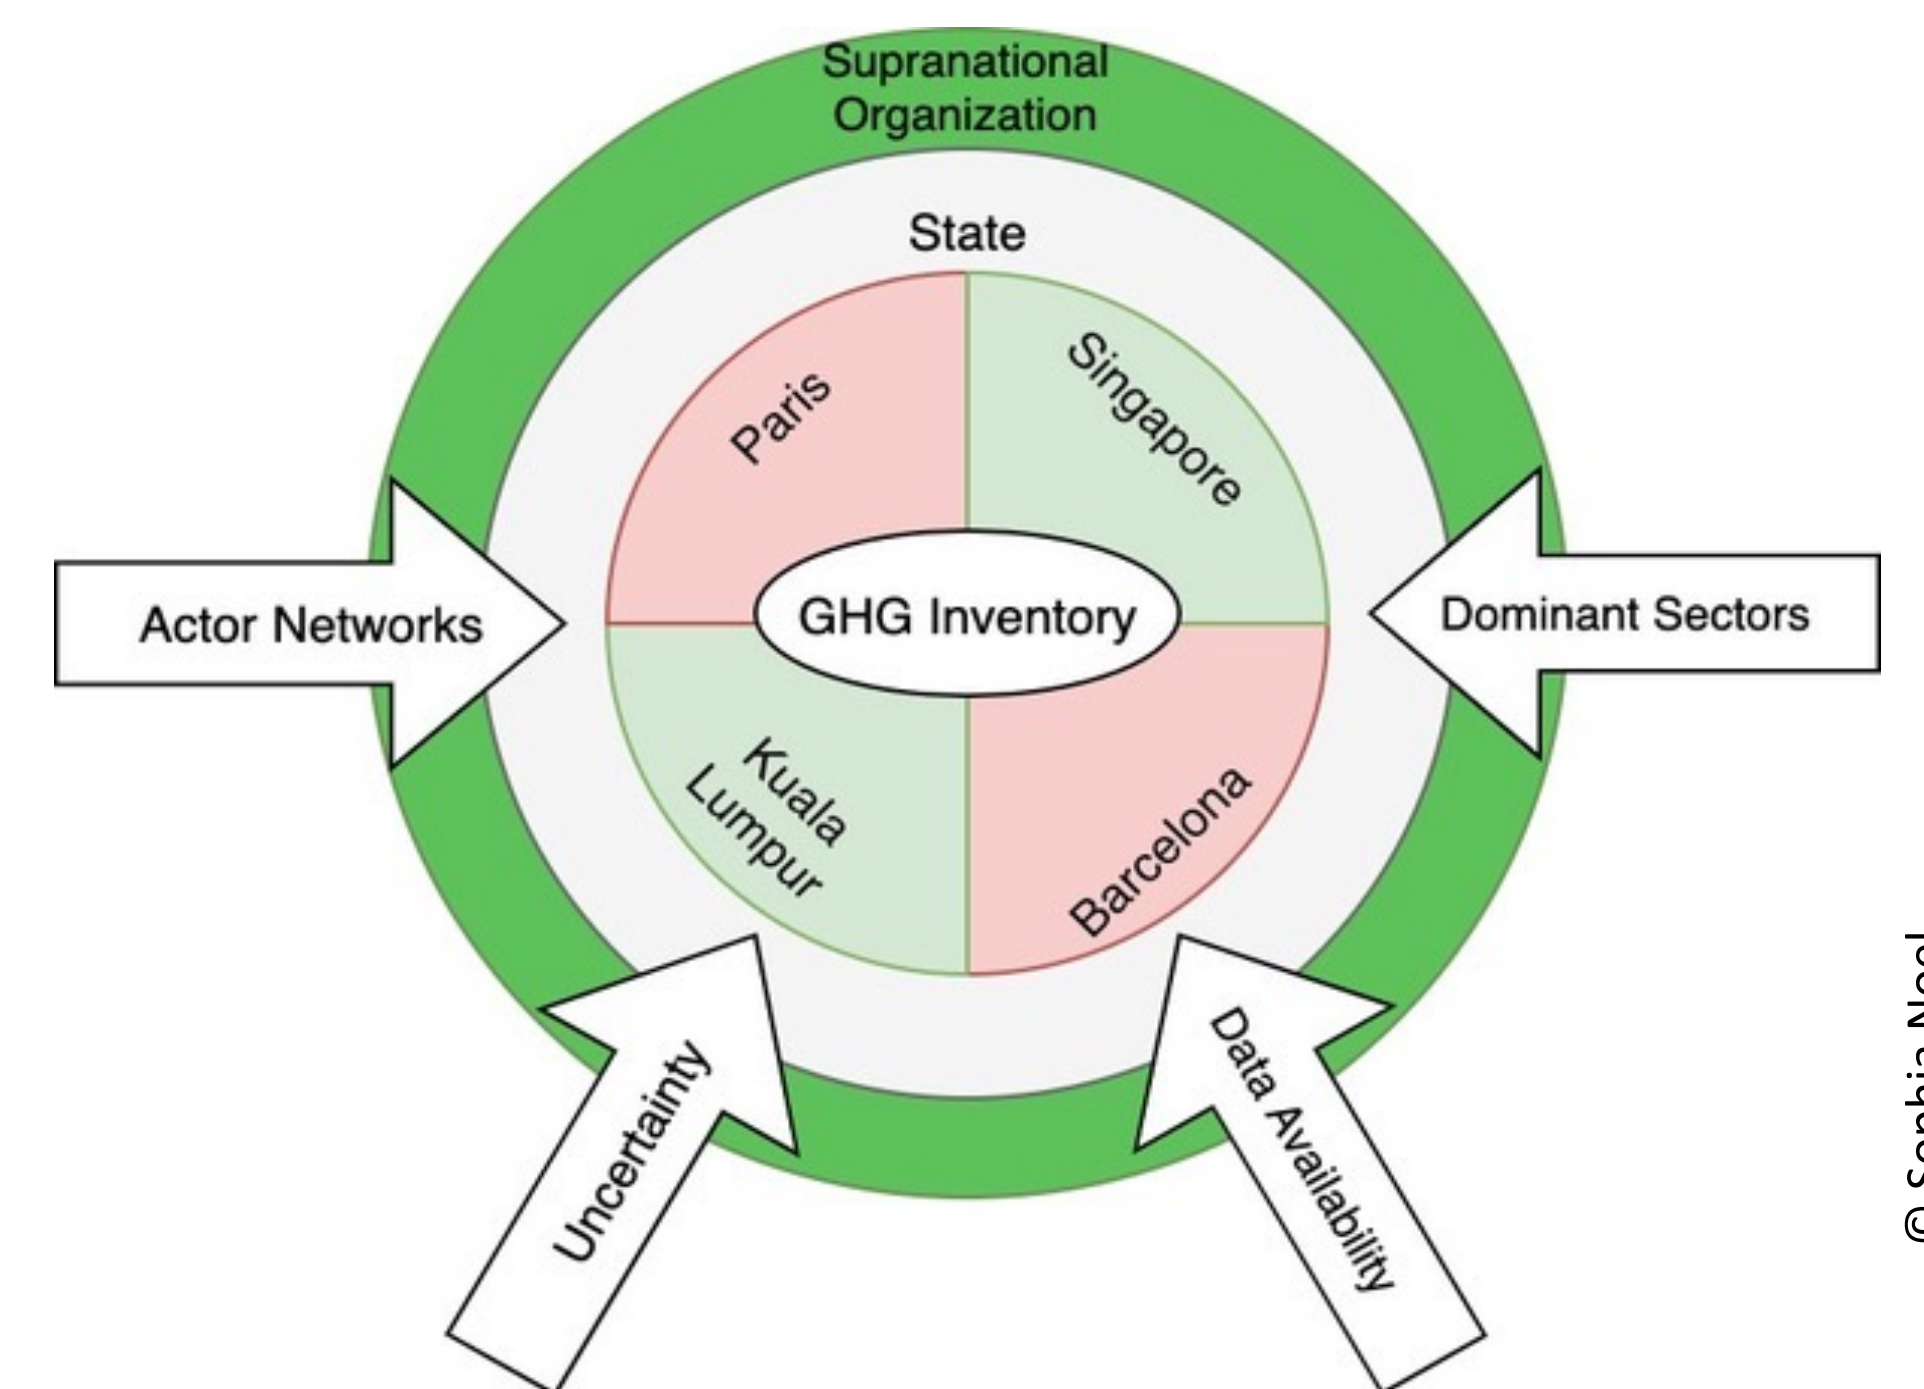 Supranational
Organization
State
Paris
Singapore
Actor Networks
GHG Inventory
Dominant Sectors
Kuala
Lumpur
Barcelona
Uncertainty
Data Availability